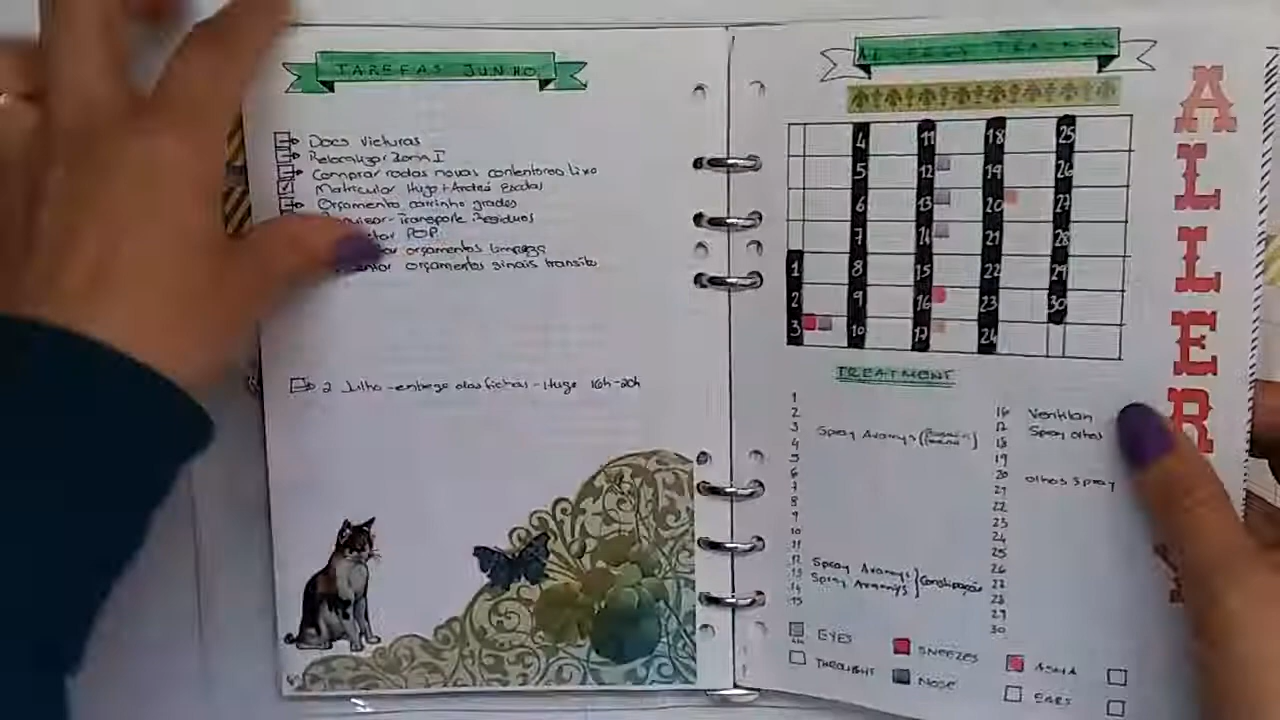 TAREFAS JUNHO
Docs
Relocalizar Zona I
Comprar rodas novas contentores lixo
Matricular Hugo + André Escolas
Orçamento carrinho grades
Transporte Resíduos
POP
orçamentos limpeza
orçamentos sinais transito
2 Julho - entrega das fichas - Hugo 16h-20h
TRACKER
4 11 18 25
5 12 19 26
6 13 20 27
7 14 21 28
1 8 15 22 29
2 9 16 23 30
3 10 17 24
ALLER
TREATMENT
1
2
3 Spray Avamys
4
5
6
7
8
9
10
11
12 Spray Avamys
13 Spray Avamys } Constipação
14
15
16 Ventilan
17 Spray olhos
18
19
20 olhos Spray
21
22
23
24
25
26
27
28
29
30
EYES
SNEEZES
ASMA
THROUGHT
NOSE
EARS